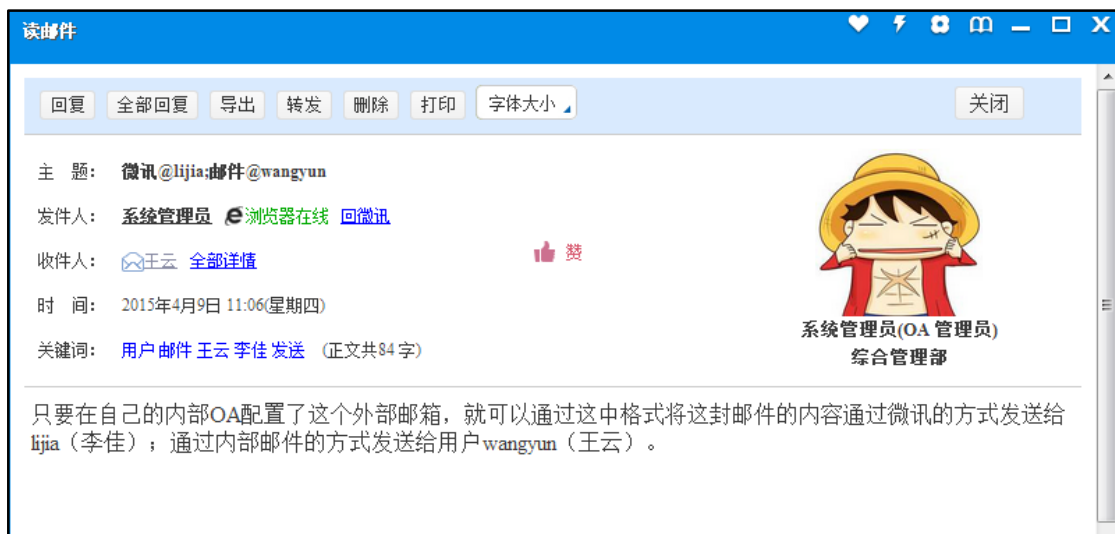 读邮件
回复 全部回复 导出 转发 删除 打印 字体大小 关闭
主 题: 微讯@lijia;邮件@wangyun
发件人: 系统管理员 浏览器在线 回微讯
收件人: 王云 全部详情
赞
时 间: 2015年4月9日 11:06(星期四)
关键词: 用户 邮件 王云 李佳 发送 (正文共84字)
系统管理员(OA 管理员)
综合管理部
只要在自己的内部OA配置了这个外部邮箱，就可以通过这中格式将这封邮件的内容通过微讯的方式发送给
lijia（李佳）；通过内部邮件的方式发送给用户wangyun（王云）。